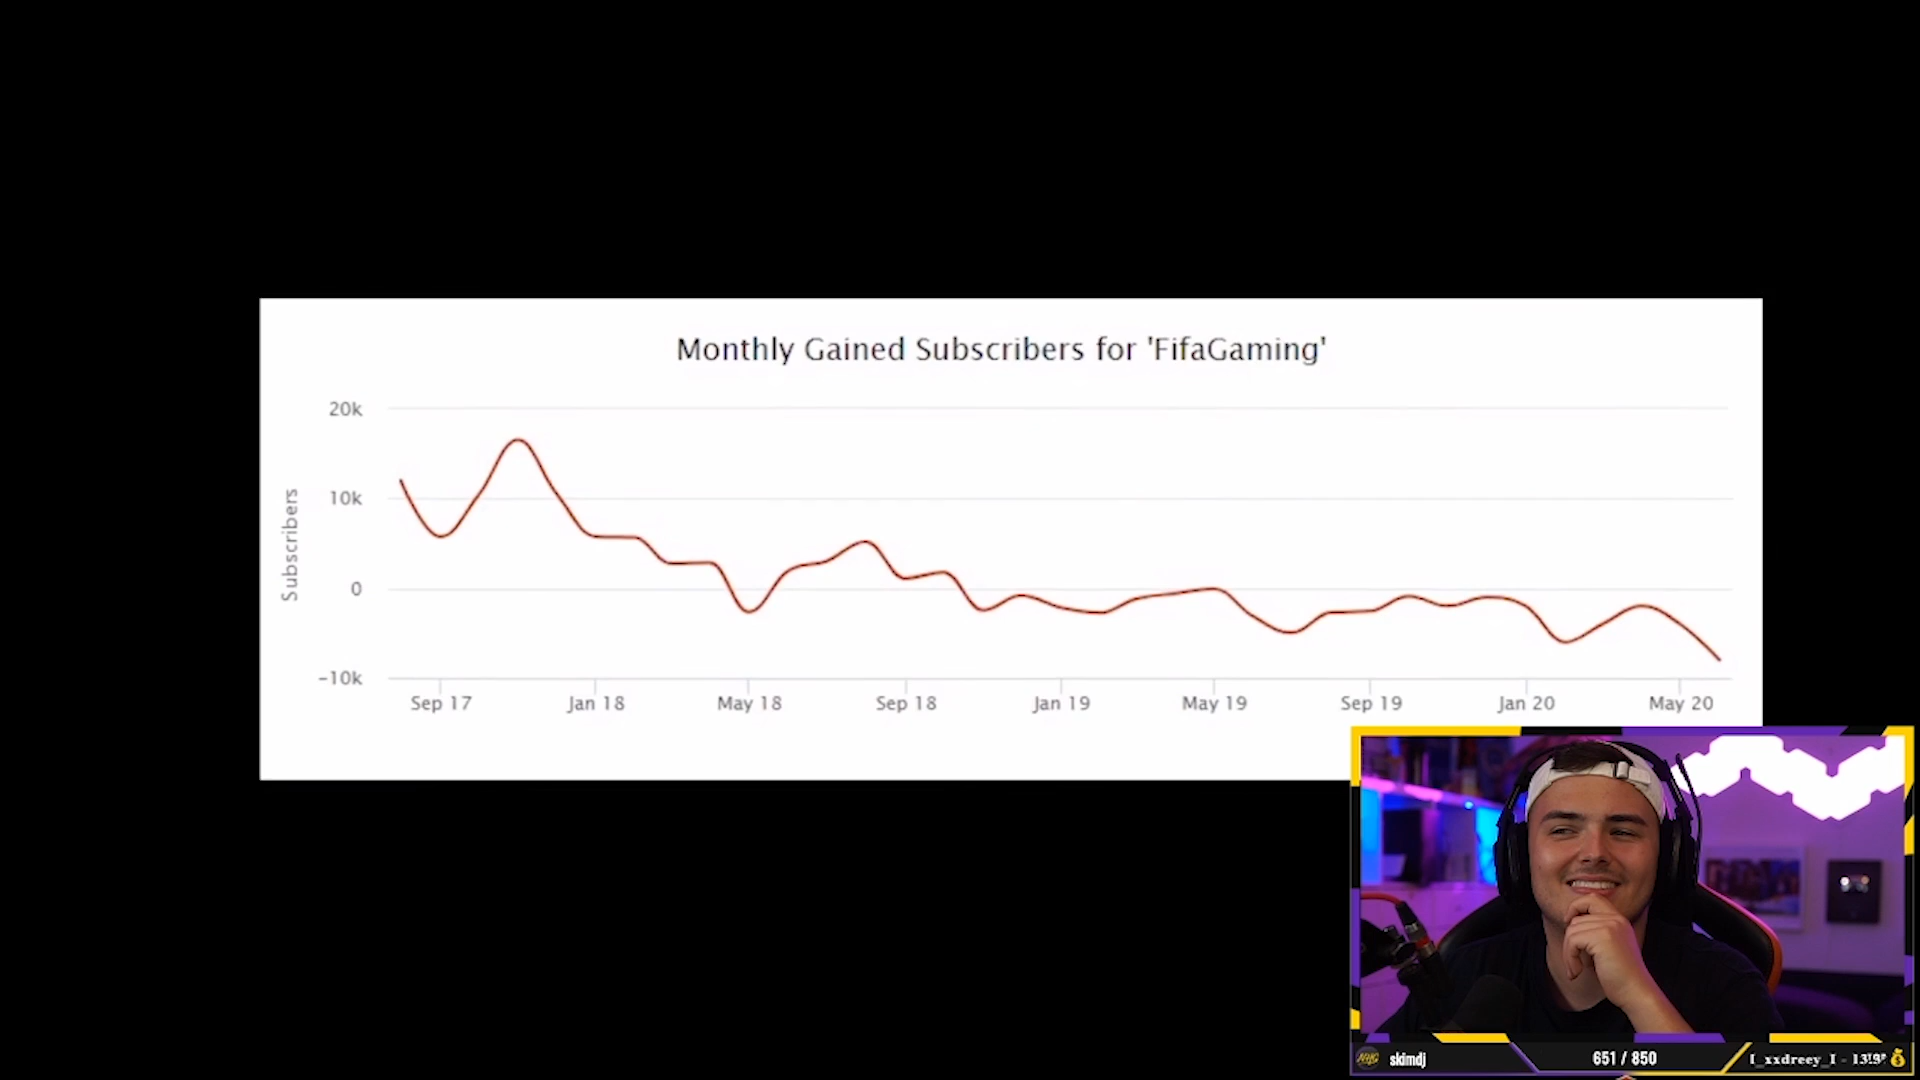 Monthly Gained Subscribers for 'FifaGaming'
Subscribers
20k
10k
0
-10k
Sep 17 Jan 18 May 18 Sep 18 Jan 19 May 19 Sep 19 Jan 20 May 20
skimdj 651 / 850 I_xxdreey_I -